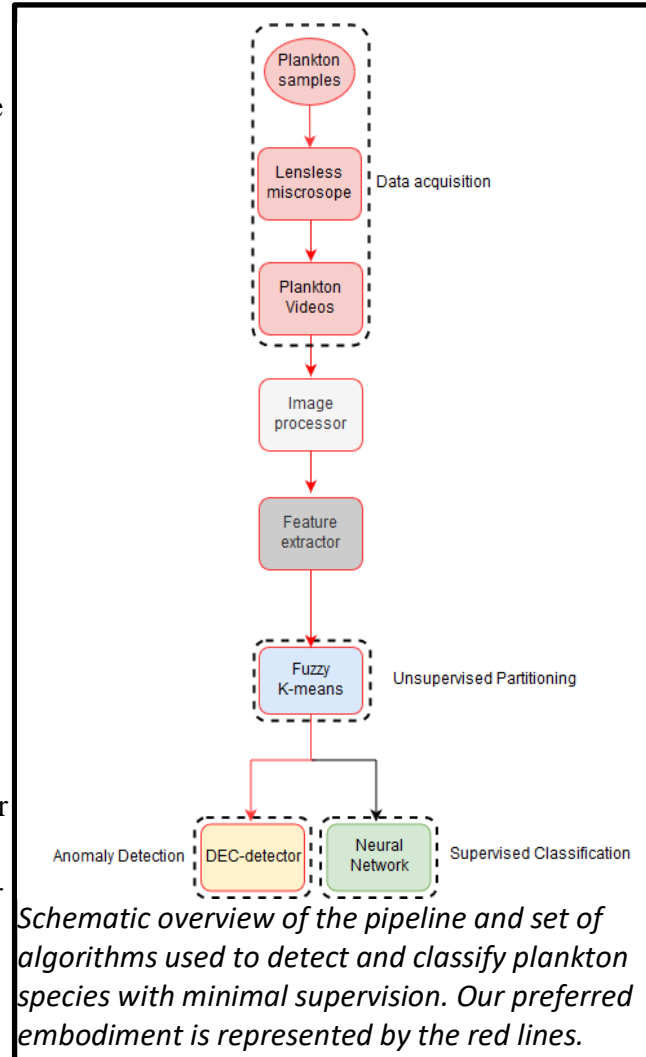 Plankton
samples
Lensless
miscrosope
Data acquisition
Plankton
Videos
Image
processor
Feature
extractor
Fuzzy
K-means
Unsupervised Partitioning
Anomaly Detection
DEC-detector
Neural
Network
Supervised Classification
Schematic overview of the pipeline and set of
algorithms used to detect and classify plankton
species with minimal supervision. Our preferred
embodiment is represented by the red lines.